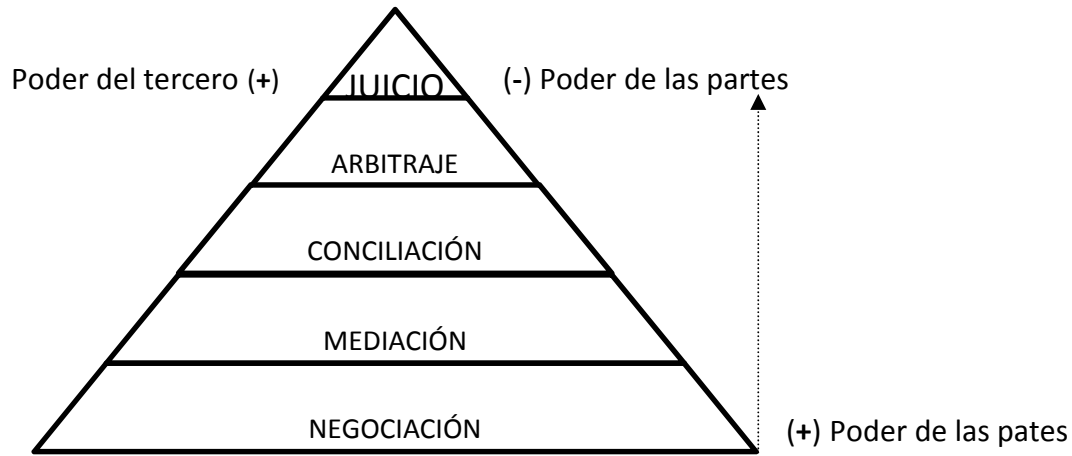 JUICIO
Poder del tercero (+)
(-) Poder de las partes
ARBITRAJE
CONCILIACIÓN
MEDIACIÓN
NEGOCIACIÓN
(+) Poder de las pates